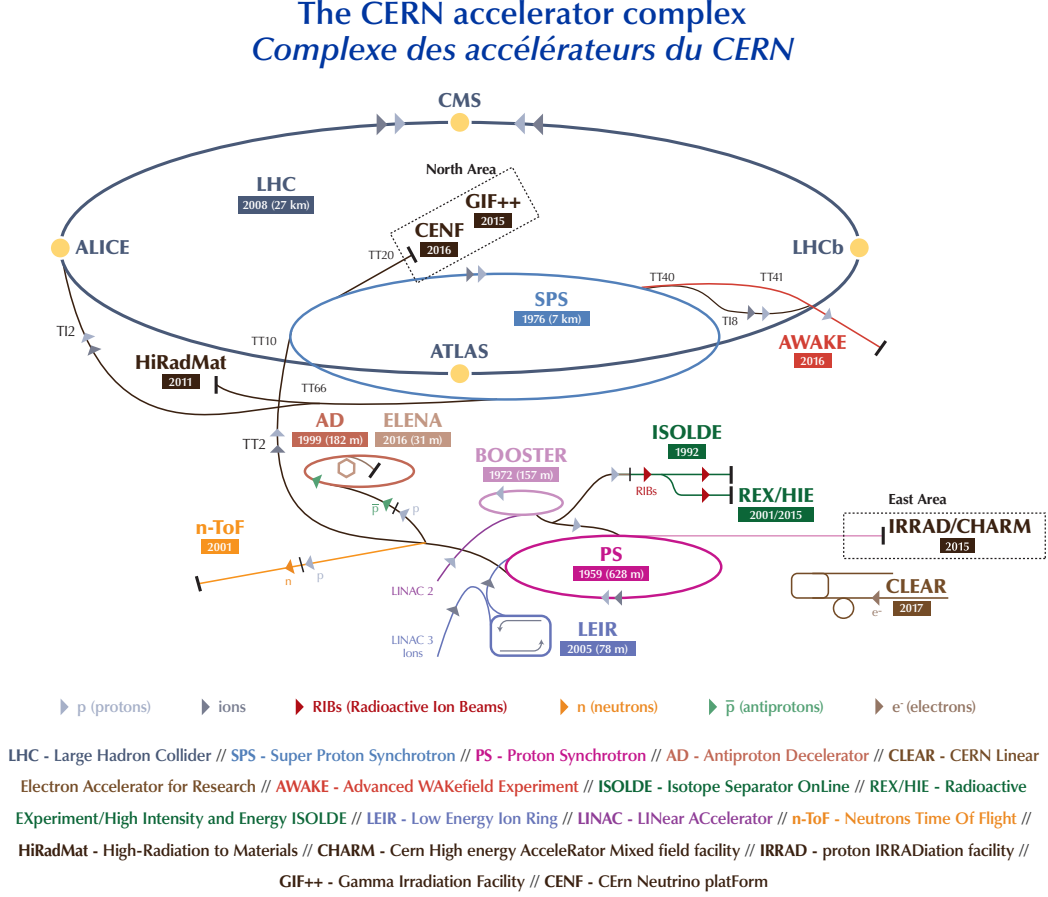 The CERN accelerator complex
Complexe des accélérateurs du CERN
CMS
North Area
LHC
2008 (27 km)
GIF++
2015
CENF
2016
ALICE
TT20
LHCb
TT40
TT41
SPS
1976 (7 km)
TI2
TT10
TI8
ATLAS
AWAKE
2016
HiRadMat
2011
TT66
TT2
AD
1999 (182 m)
ELENA
2016 (31 m)
BOOSTER
1972 (157 m)
ISOLDE
1992
RIBs
REX/HIE
2001/2015
East Area
p̅
p
n-ToF
2001
IRRAD/CHARM
2015
PS
1959 (628 m)
n
p
LINAC 2
CLEAR
2017
e-
LINAC 3
Ions
LEIR
2005 (78 m)
p (protons)
ions
RIBs (Radioactive Ion Beams)
n (neutrons)
p̅ (antiprotons)
e- (electrons)
LHC - Large Hadron Collider // SPS - Super Proton Synchrotron // PS - Proton Synchrotron // AD - Antiproton Decelerator // CLEAR - CERN Linear
Electron Accelerator for Research // AWAKE - Advanced WAKefield Experiment // ISOLDE - Isotope Separator OnLine // REX/HIE - Radioactive
EXperiment/High Intensity and Energy ISOLDE // LEIR - Low Energy Ion Ring // LINAC - LINear ACcelerator // n-ToF - Neutrons Time Of Flight //
HiRadMat - High-Radiation to Materials // CHARM - Cern High energy AcceleRator Mixed field facility // IRRAD - proton IRRADiation facility //
GIF++ - Gamma Irradiation Facility // CENF - CErn Neutrino platForm